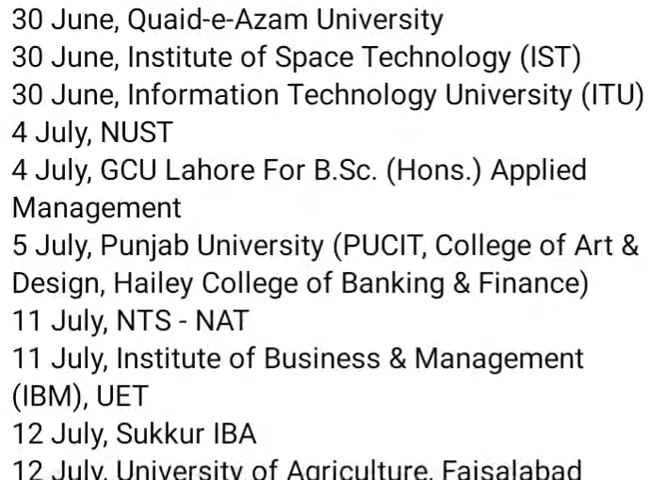 30 June, Quaid-e-Azam University
30 June, Institute of Space Technology (IST)
30 June, Information Technology University (ITU)
4 July, NUST
4 July, GCU Lahore For B.Sc. (Hons.) Applied
Management
5 July, Punjab University (PUCIT, College of Art &
Design, Hailey College of Banking & Finance)
11 July, NTS - NAT
11 July, Institute of Business & Management
(IBM), UET
12 July, Sukkur IBA
12 July, University of Agriculture, Faisalabad